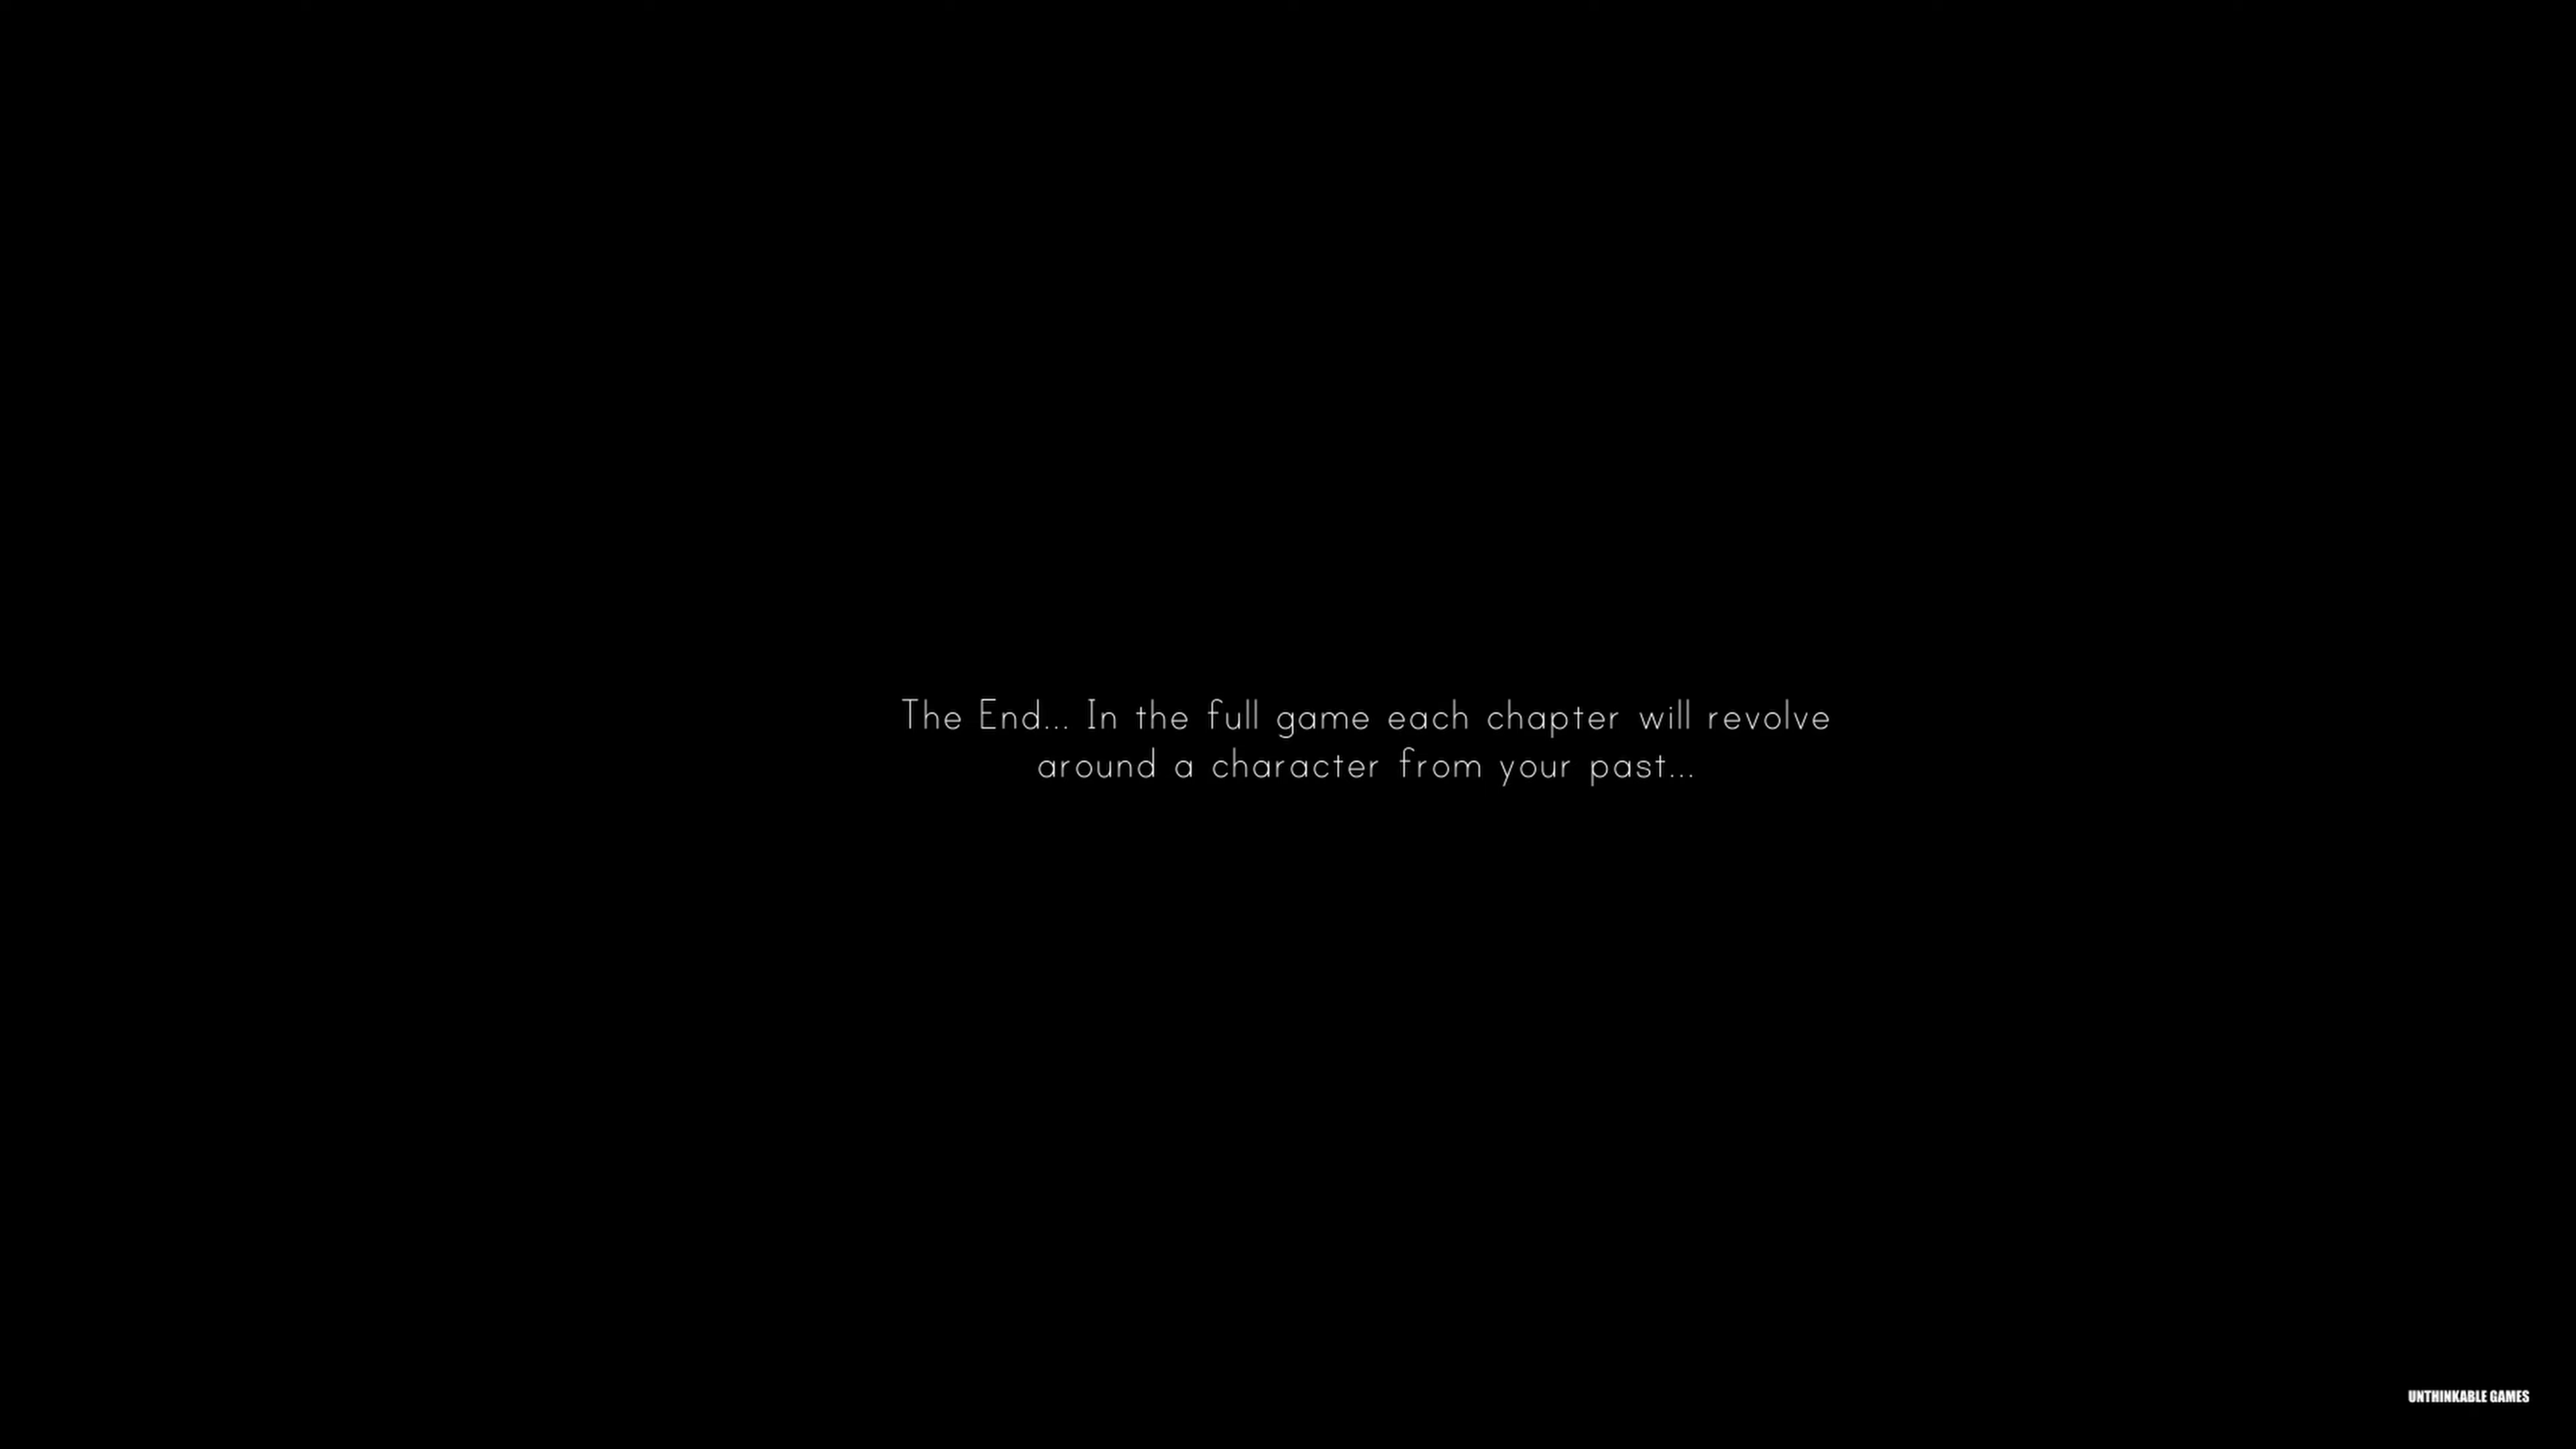 The End... In the full game each chapter will revolve
around a character from your past...
UNTHINKABLE GAMES